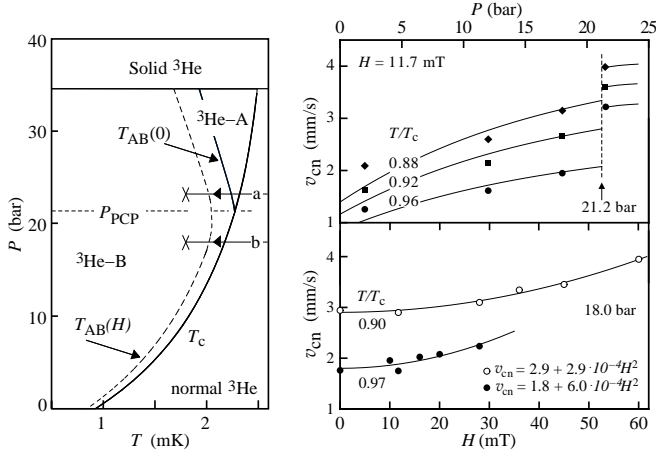 40
30
20
10
0
P (bar)
0
1
2
T (mK)
Solid ³He
³He–A
T_AB(0)
a
P_PCP
b
³He–B
T_AB(H)
T_c
normal ³He
P (bar)
0 5 10 15 20 25
H = 11.7 mT
T/T_c
0.88
0.92
0.96
21.2 bar
4
3
2
1
v_cn (mm/s)
4
3
2
1
v_cn (mm/s)
T/T_c
0.90
18.0 bar
0.97
v_cn = 2.9 + 2.9·10⁻⁴H²
v_cn = 1.8 + 6.0·10⁻⁴H²
0 10 20 30 40 50 60
H (mT)